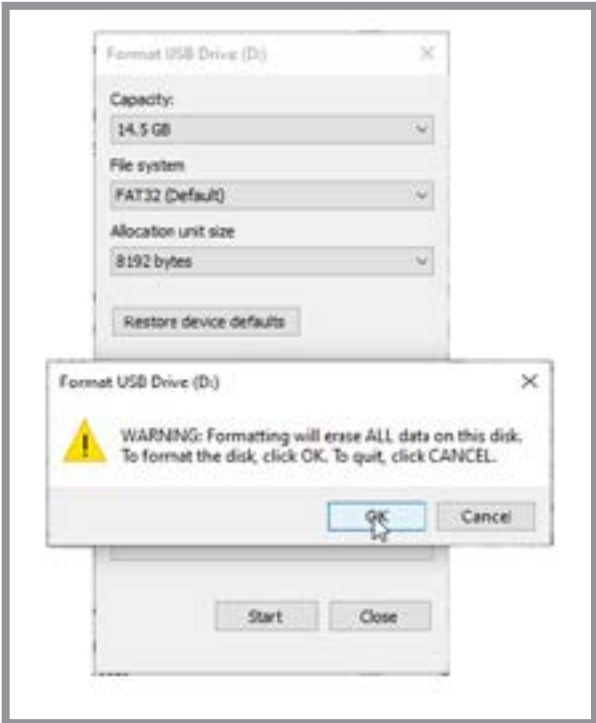 Format USB Drive (D:)
Capacity:
14.5 GB
File system
FAT32 (Default)
Allocation unit size
8192 bytes
Restore device defaults
Format USB Drive (D:)
WARNING: Formatting will erase ALL data on this disk.
To format the disk, click OK. To quit, click CANCEL.
OK
Cancel
Start
Close